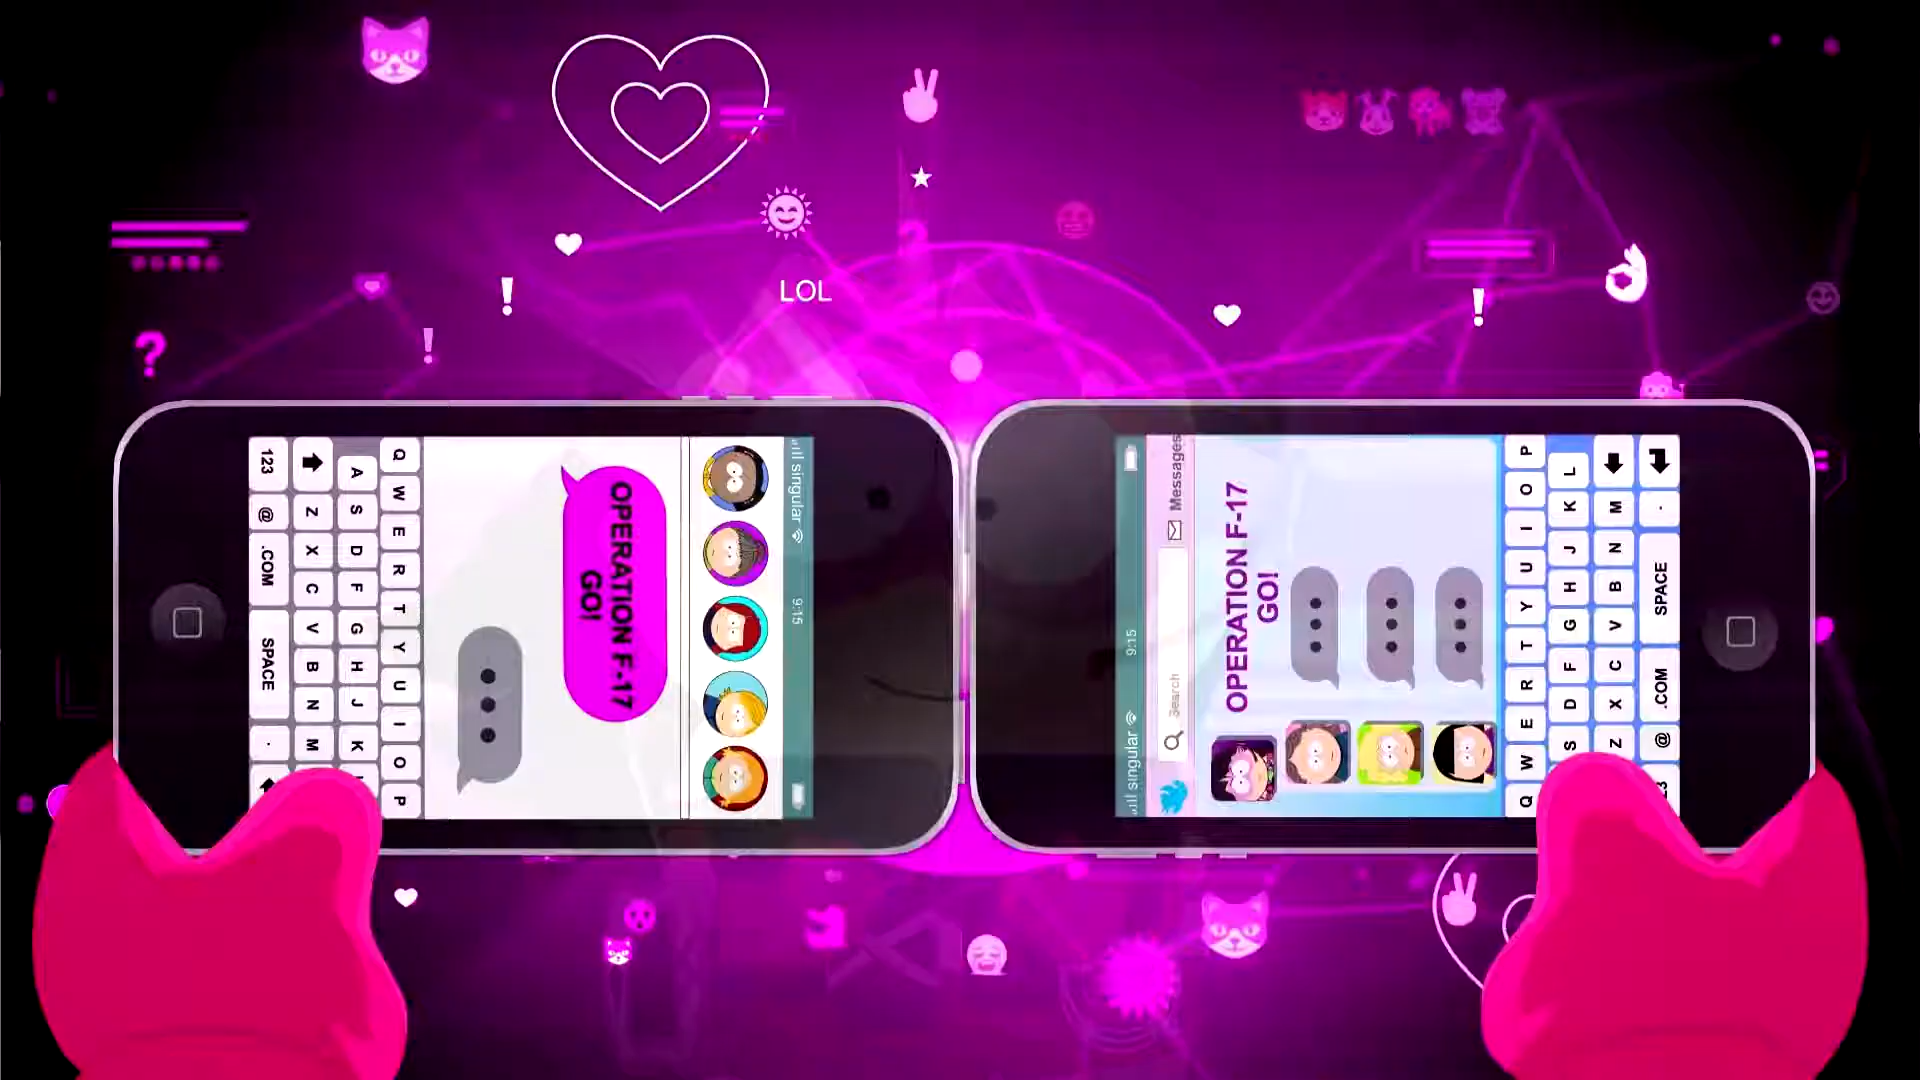 LOL
singular
9:15
OPERATION F-17
GO!
Q W E R T Y U I O P
A S D F G H J K
Z X C V B N M
123 @ .COM SPACE .
singular
9:15
Messages
Search
OPERATION F-17
GO!
Q W E R T Y U I O P
S D F G H J K L
Z X C V B N M
3 @ .COM SPACE .